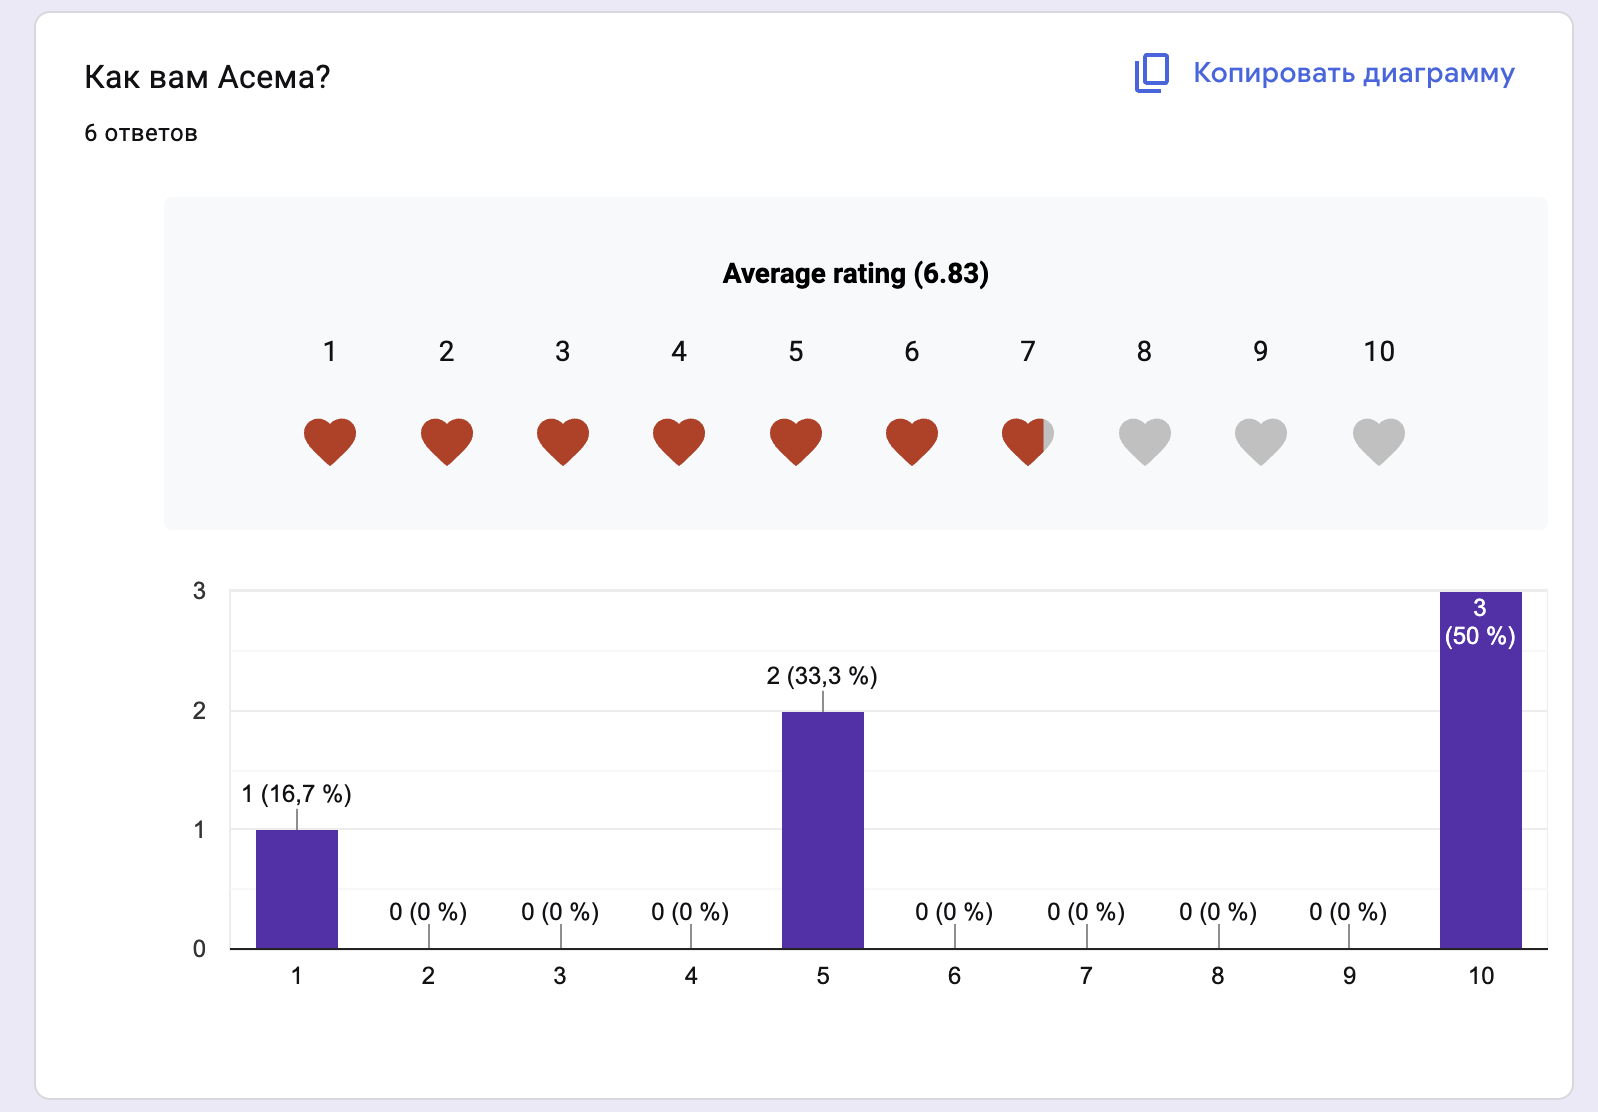 Как вам Асема?
Копировать диаграмму
6 ответов
Average rating (6.83)
1 2 3 4 5 6 7 8 9 10
3
3
(50 %)
2 (33,3 %)
2
1 (16,7 %)
1
0 (0 %) 0 (0 %) 0 (0 %) 0 (0 %) 0 (0 %) 0 (0 %) 0 (0 %)
0
1 2 3 4 5 6 7 8 9 10